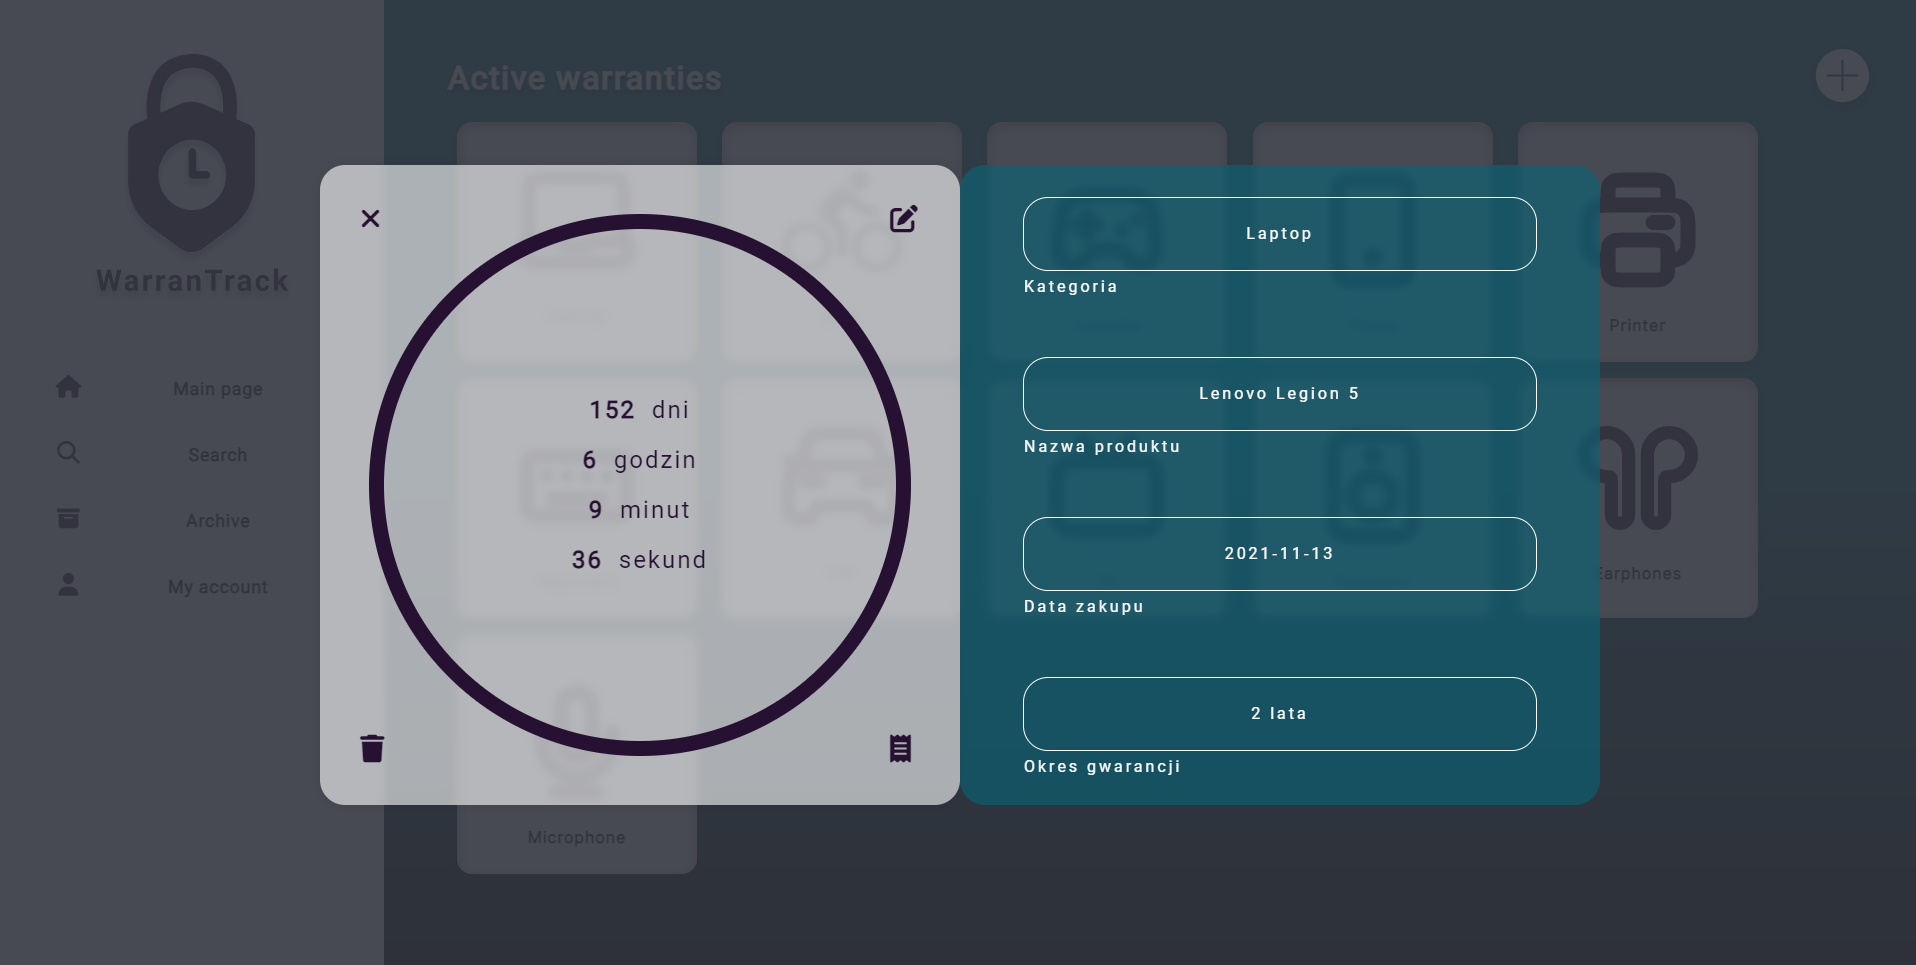 WarranTrack
Main page
Search
Archive
My account
Active warranties
Printer
Earphones
Microphone
152 dni
6 godzin
9 minut
36 sekund
Laptop
Kategoria
Lenovo Legion 5
Nazwa produktu
2021-11-13
Data zakupu
2 lata
Okres gwarancji